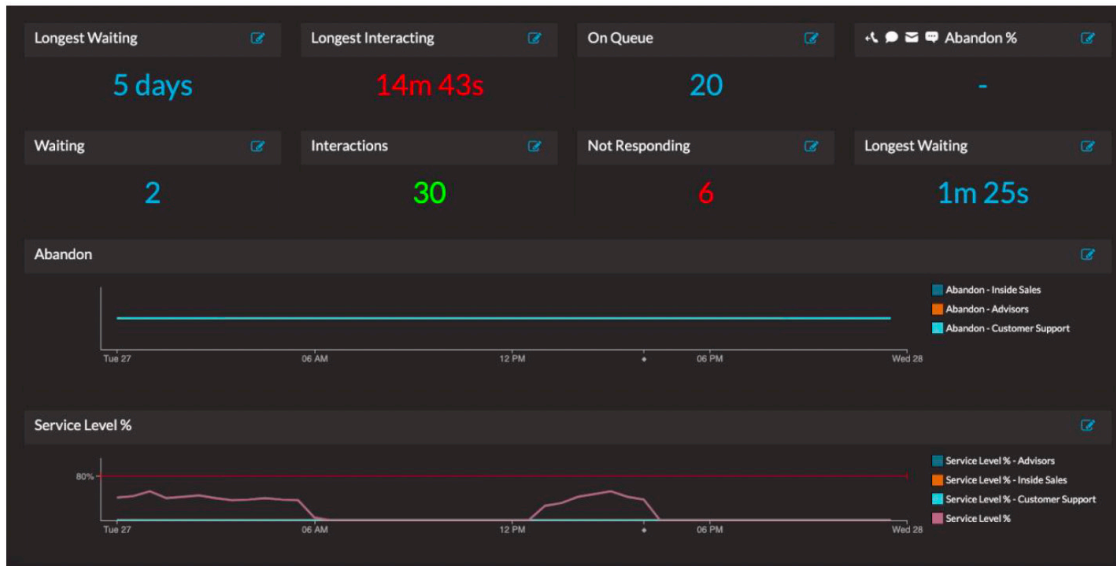 Longest Waiting
Longest Interacting
On Queue
Abandon %
5 days
14m 43s
20
-
Waiting
Interactions
Not Responding
Longest Waiting
2
30
6
1m 25s
Abandon
Abandon - Inside Sales
Abandon - Advisors
Abandon - Customer Support
Tue 27
06 AM
12 PM
06 PM
Wed 28
Service Level %
80%
Service Level % - Advisors
Service Level % - Inside Sales
Service Level % - Customer Support
Service Level %
Tue 27
06 AM
12 PM
06 PM
Wed 28